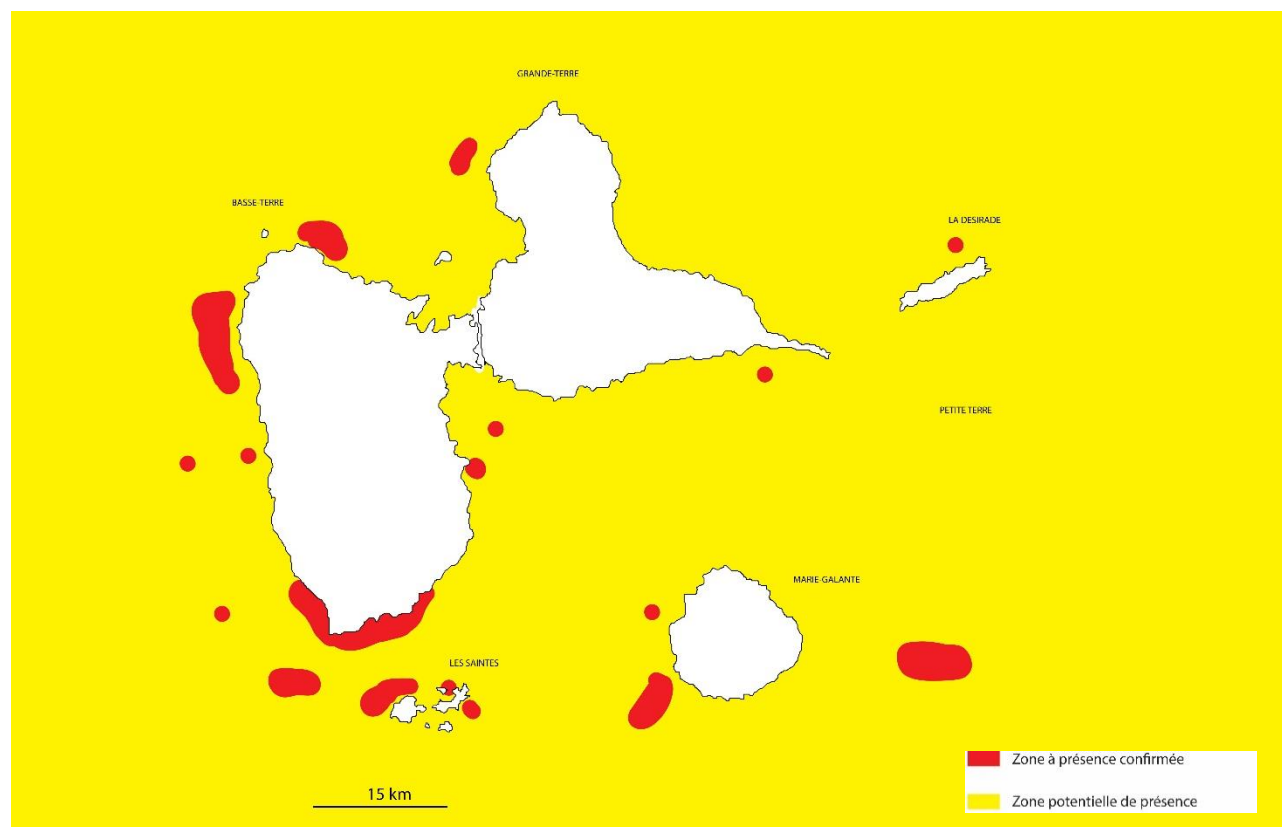 GRANDE-TERRE
BASSE-TERRE
LA DESIRADE
PETITE TERRE
MARIE-GALANTE
LES SAINTES
Zone à présence confirmée
15 km
Zone potentielle de présence